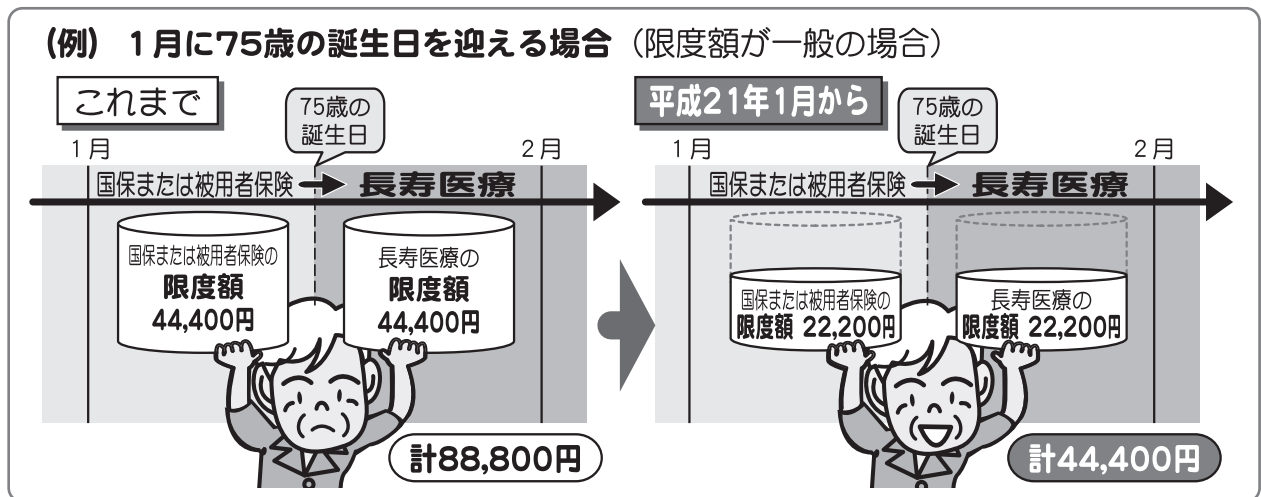 (例) 1月に75歳の誕生日を迎える場合(限度額が一般の場合)
これまで
75歳の
誕生日
1月
2月
国保または被用者保険
長寿医療
国保または被用者保険の
限度額
44,400円
長寿医療の
限度額
44,400円
計88,800円
平成21年1月から
75歳の
誕生日
1月
2月
国保または被用者保険
長寿医療
国保または被用者保険の
限度額 22,200円
長寿医療の
限度額 22,200円
計44,400円